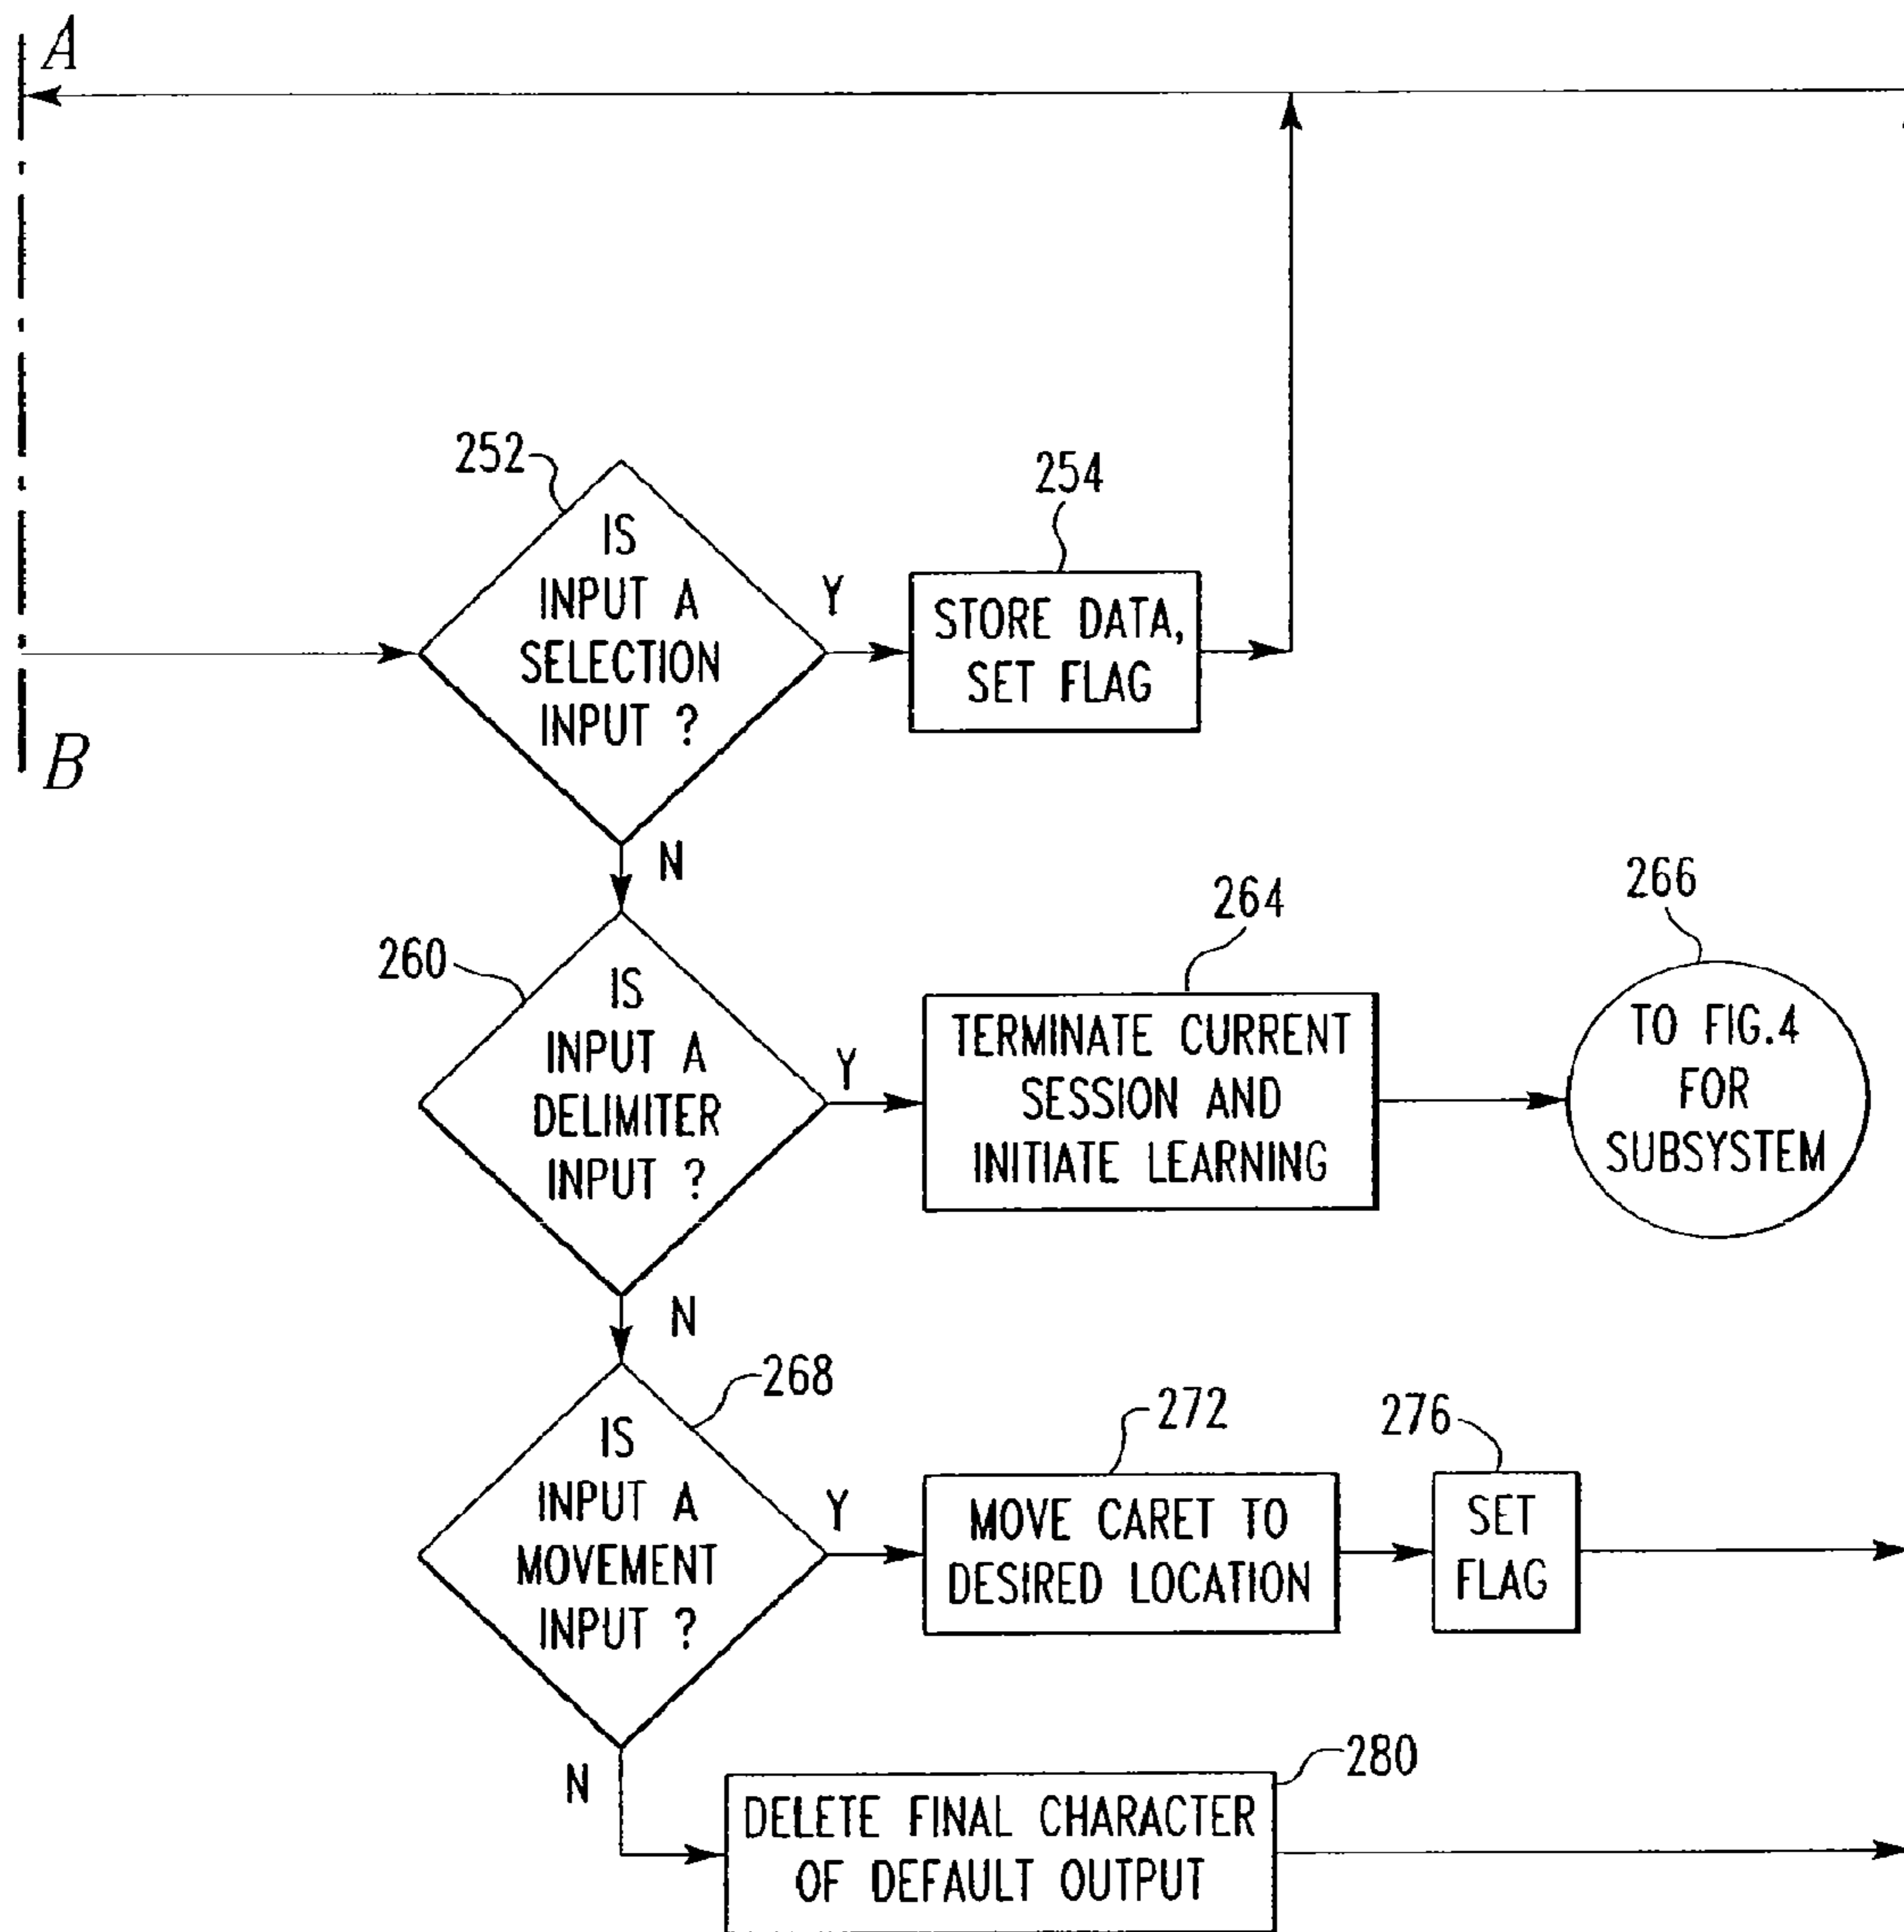 A
252
IS
INPUT A
SELECTION
INPUT ?
Y
254
STORE DATA,
SET FLAG
B
N
260
IS
INPUT A
DELIMITER
INPUT ?
Y
264
TERMINATE CURRENT
SESSION AND
INITIATE LEARNING
266
TO FIG.4
FOR
SUBSYSTEM
N
268
IS
INPUT A
MOVEMENT
INPUT ?
Y
272
MOVE CARET TO
DESIRED LOCATION
276
SET
FLAG
N
280
DELETE FINAL CHARACTER
OF DEFAULT OUTPUT